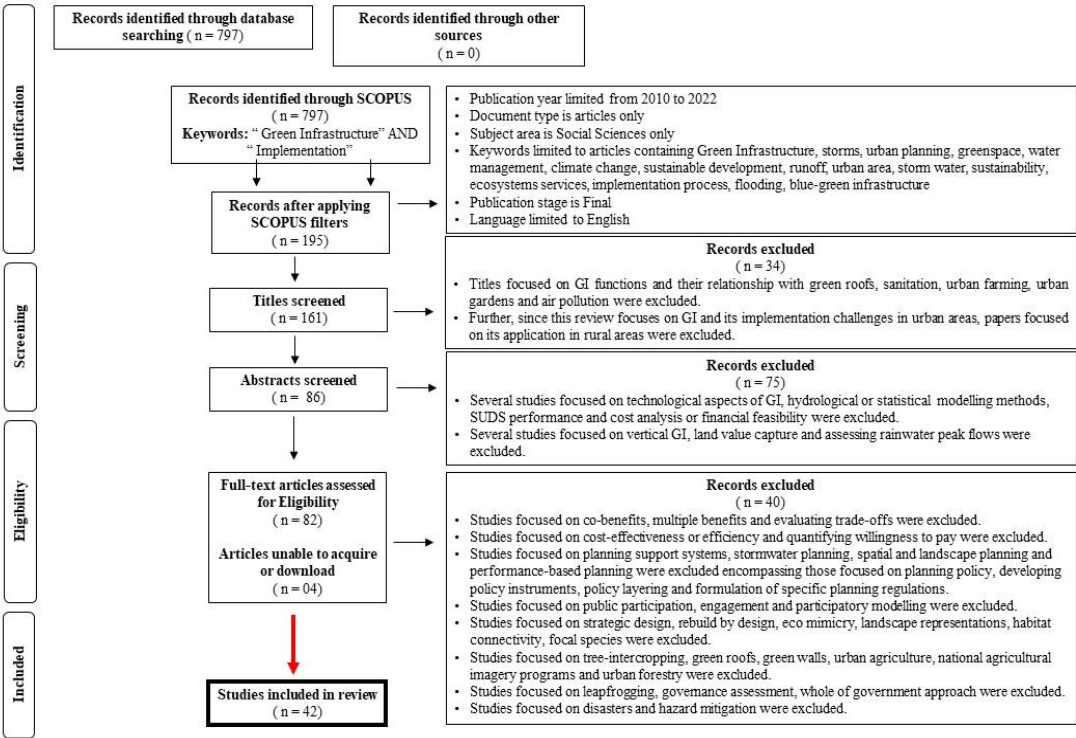 Identification
Screening
Eligibility
Included
Records identified through database
searching ( n = 797)
Records identified through other
sources
( n = 0)
Records identified through SCOPUS
( n = 797)
Keywords: “ Green Infrastructure” AND
“ Implementation”
• Publication year limited from 2010 to 2022
• Document type is articles only
• Subject area is Social Sciences only
• Keywords limited to articles containing Green Infrastructure, storms, urban planning, greenspace, water
management, climate change, sustainable development, runoff, urban area, storm water, sustainability,
ecosystems services, implementation process, flooding, blue-green infrastructure
• Publication stage is Final
• Language limited to English
Records after applying
SCOPUS filters
( n = 195)
Records excluded
( n = 34)
• Titles focused on GI functions and their relationship with green roofs, sanitation, urban farming, urban
gardens and air pollution were excluded.
• Further, since this review focuses on GI and its implementation challenges in urban areas, papers focused
on its application in rural areas were excluded.
Titles screened
( n = 161)
Abstracts screened
( n = 86)
Records excluded
( n = 75)
• Several studies focused on technological aspects of GI, hydrological or statistical modelling methods,
SUDS performance and cost analysis or financial feasibility were excluded.
• Several studies focused on vertical GI, land value capture and assessing rainwater peak flows were
excluded.
Full-text articles assessed
for Eligibility
( n = 82)
Articles unable to acquire
or download
( n = 04)
Records excluded
( n = 40)
• Studies focused on co-benefits, multiple benefits and evaluating trade-offs were excluded.
• Studies focused on cost-effectiveness or efficiency and quantifying willingness to pay were excluded.
• Studies focused on planning support systems, stormwater planning, spatial and landscape planning and
performance-based planning were excluded encompassing those focused on planning policy, developing
policy instruments, policy layering and formulation of specific planning regulations.
• Studies focused on public participation, engagement and participatory modelling were excluded.
• Studies focused on strategic design, rebuild by design, eco mimicry, landscape representations, habitat
connectivity, focal species were excluded.
• Studies focused on tree-intercropping, green roofs, green walls, urban agriculture, national agricultural
imagery programs and urban forestry were excluded.
• Studies focused on leapfrogging, governance assessment, whole of government approach were excluded.
• Studies focused on disasters and hazard mitigation were excluded.
Studies included in review
( n = 42)